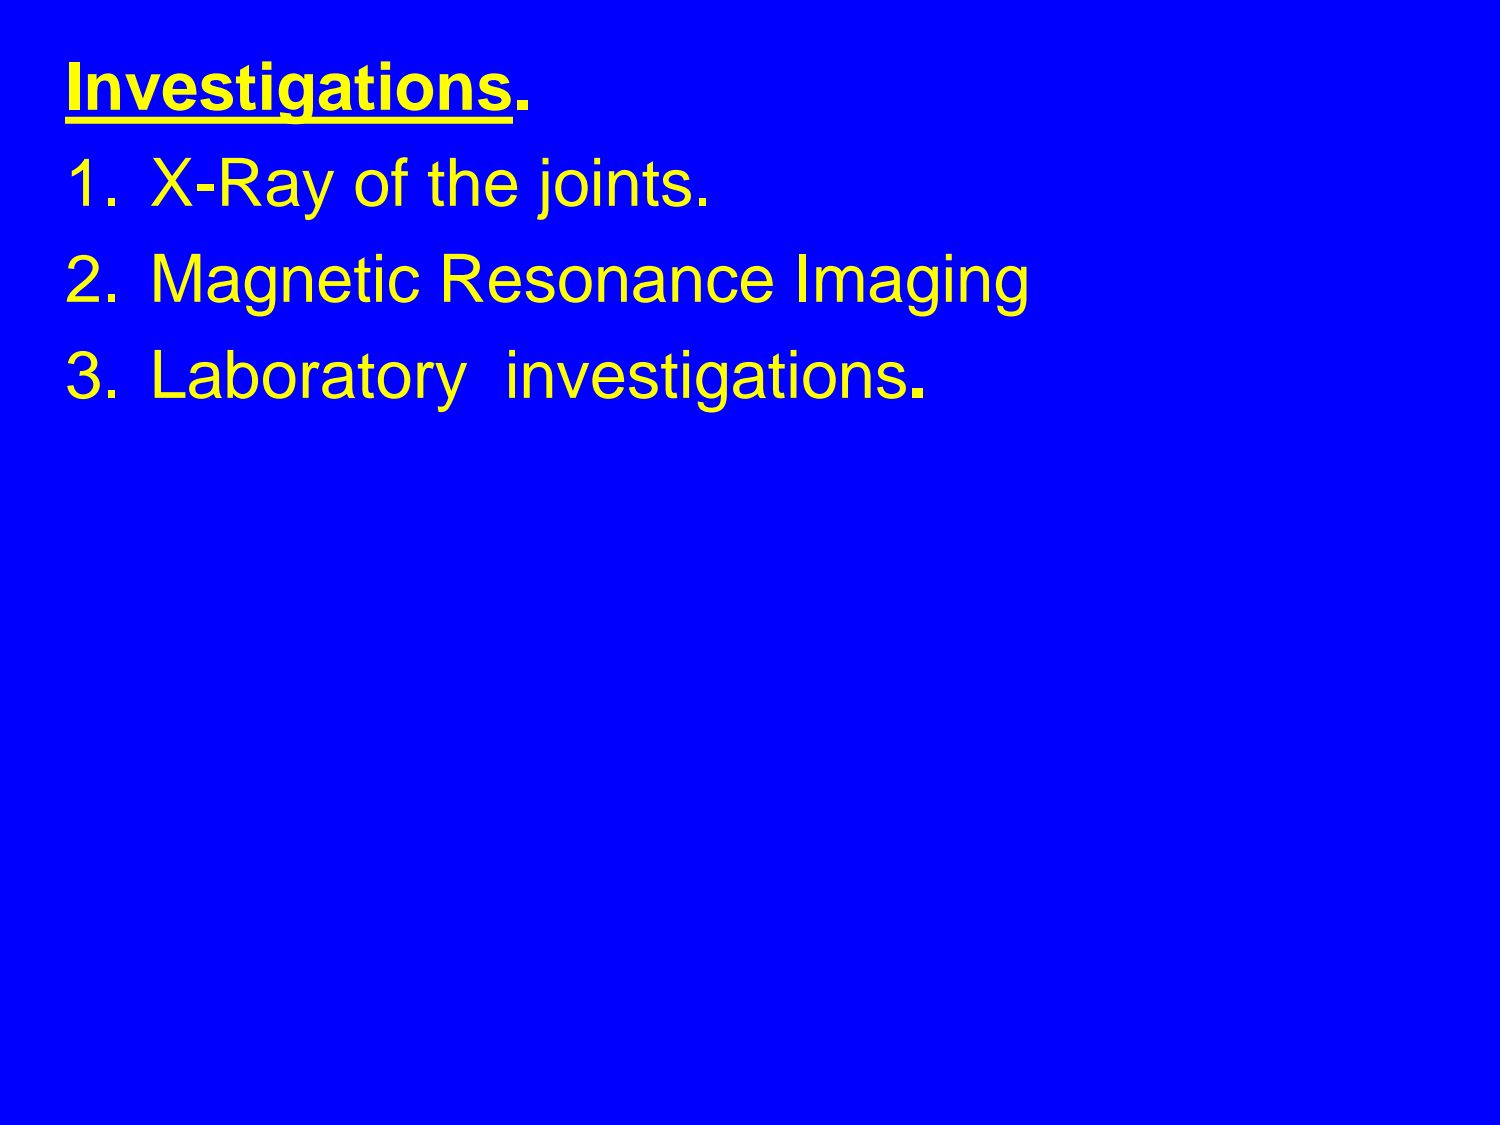 Investigations.
1. X-Ray of the joints.
2. Magnetic Resonance Imaging
3. Laboratory  investigations.